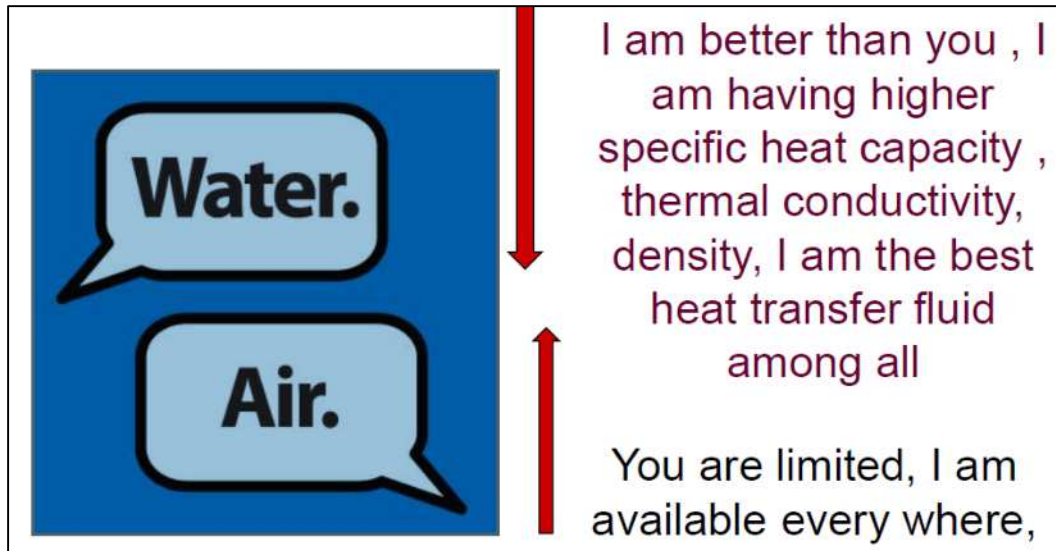 Water.
Air.
I am better than you , I
am having higher
specific heat capacity ,
thermal conductivity,
density, I am the best
heat transfer fluid
among all
You are limited, I am
available every where,